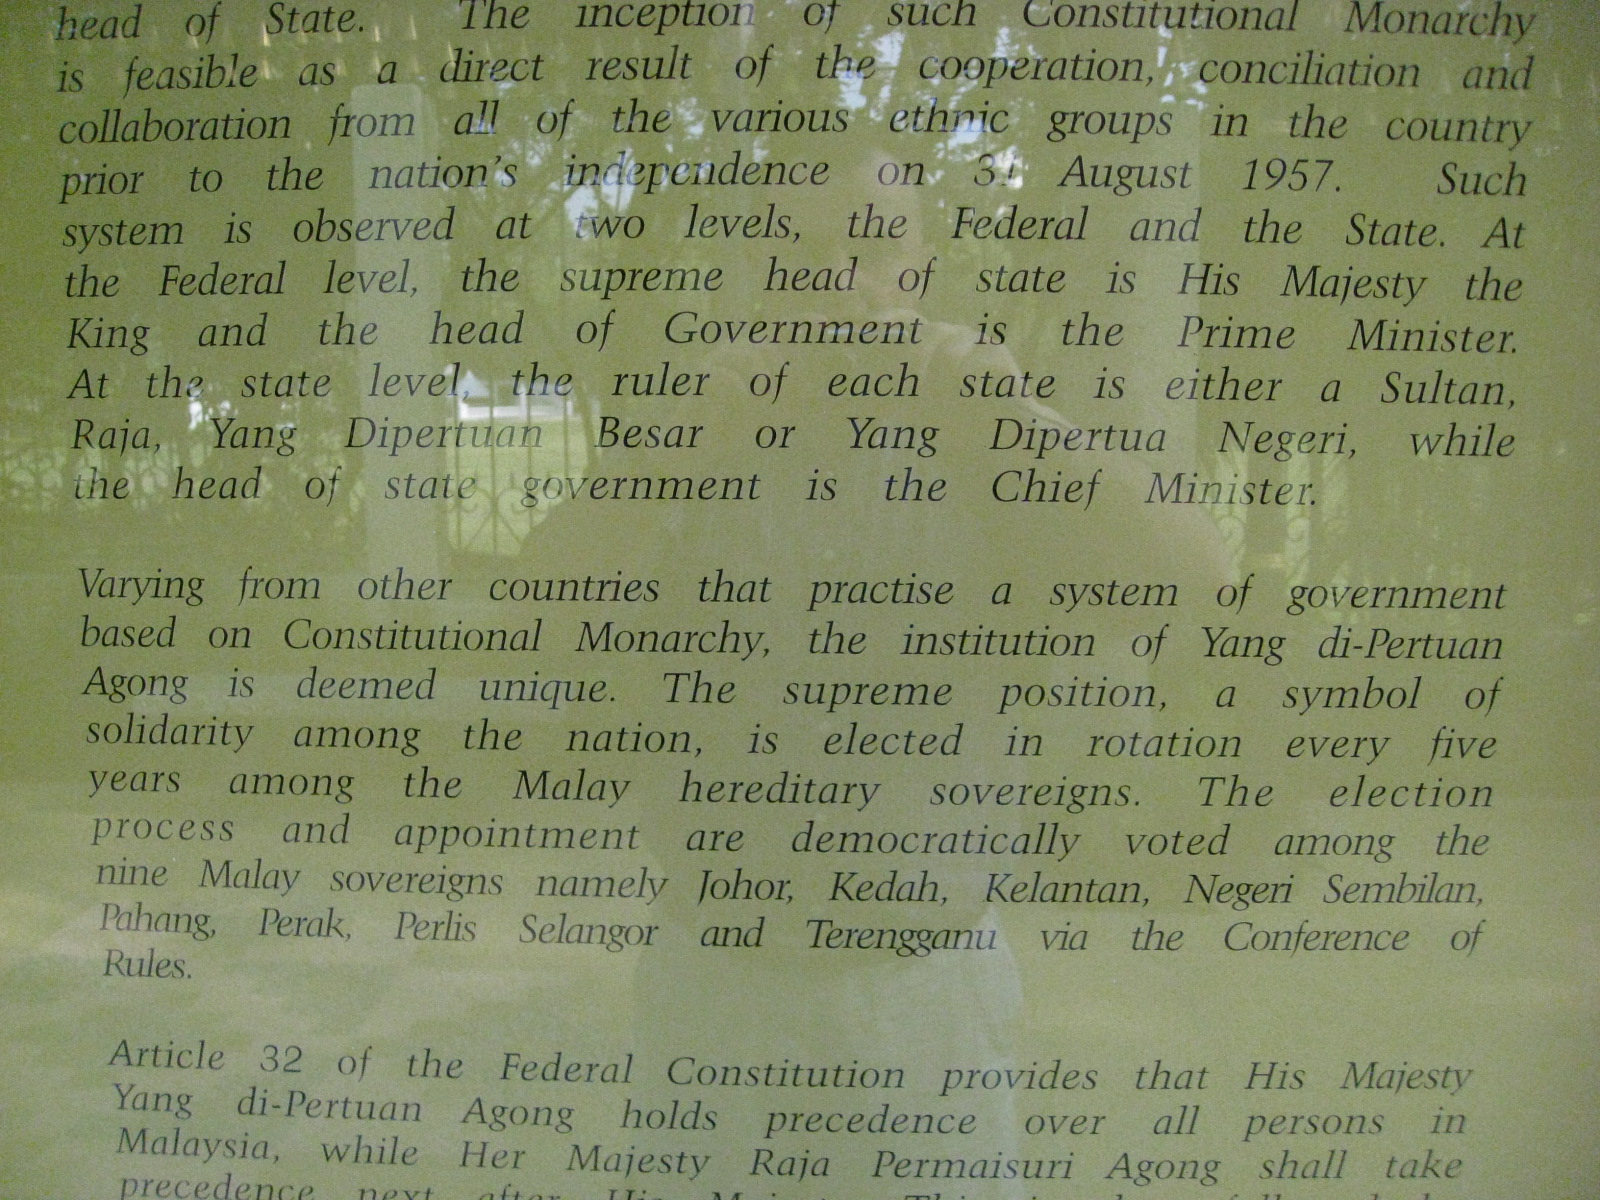 head of State. The inception of such Constitutional Monarchy
is feasible as a direct result of the cooperation, conciliation and
collaboration from all of the various ethnic groups in the country
prior to the nation's independence on 31 August 1957. Such
system is observed at two levels, the Federal and the State. At
the Federal level, the supreme head of state is His Majesty the
King and the head of Government is the Prime Minister.
At the state level, the ruler of each state is either a Sultan,
Raja, Yang Dipertuan Besar or Yang Dipertua Negeri, while
the head of state government is the Chief Minister.
Varying from other countries that practise a system of government
based on Constitutional Monarchy, the institution of Yang di-Pertuan
Agong is deemed unique. The supreme position, a symbol of
solidarity among the nation, is elected in rotation every five
years among the Malay hereditary sovereigns. The election
process and appointment are democratically voted among the
nine Malay sovereigns namely Johor, Kedah, Kelantan, Negeri Sembilan,
Pahang, Perak, Perlis Selangor and Terengganu via the Conference of
Rules.
Article 32 of the Federal Constitution provides that His Majesty
Yang di-Pertuan Agong holds precedence over all persons in
Malaysia, while Her Majesty Raja Permaisuri Agong shall take
precedence next after His